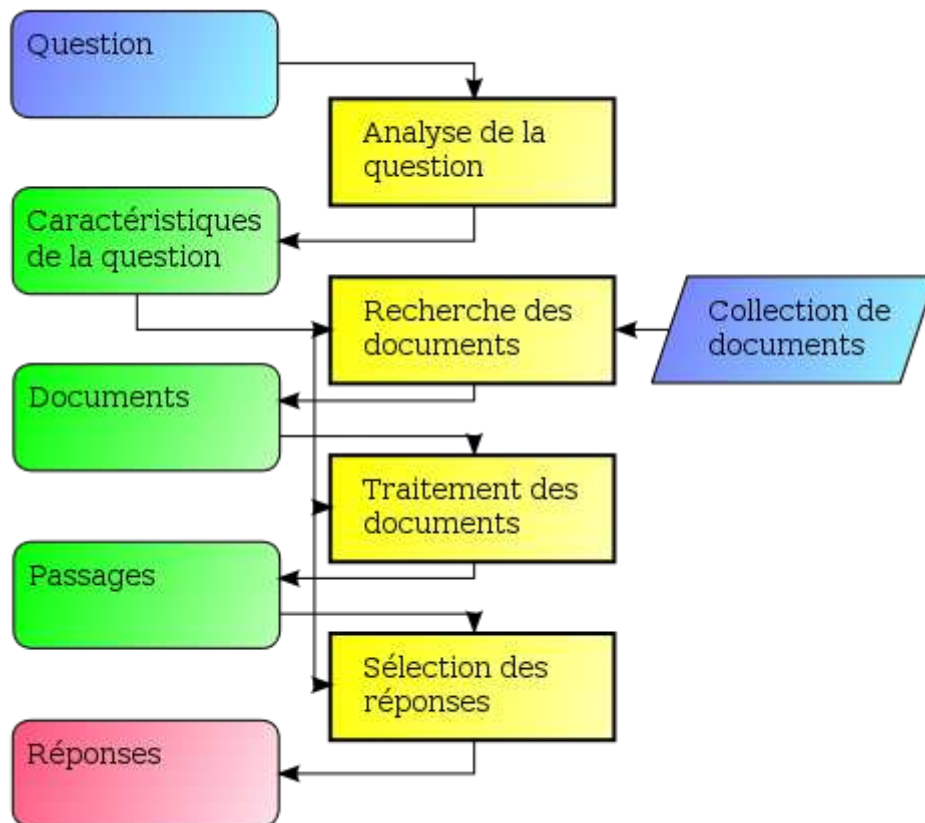 Question
Analyse de la
question
Caractéristiques
de la question
Recherche des
documents
Collection de
documents
Documents
Traitement des
documents
Passages
Sélection des
réponses
Réponses